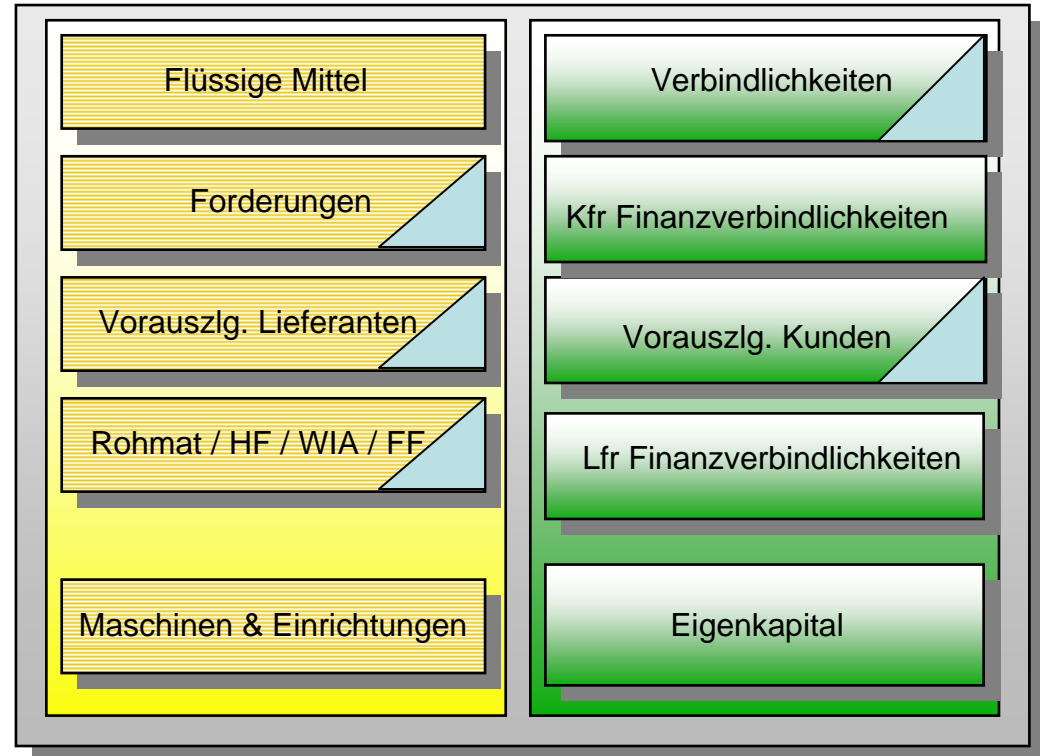 Flüssige Mittel
Forderungen
Vorauszlg. Lieferanten
Rohmat / HF / WIA / FF
Maschinen & Einrichtungen
Verbindlichkeiten
Kfr Finanzverbindlichkeiten
Vorauszlg. Kunden
Lfr Finanzverbindlichkeiten
Eigenkapital